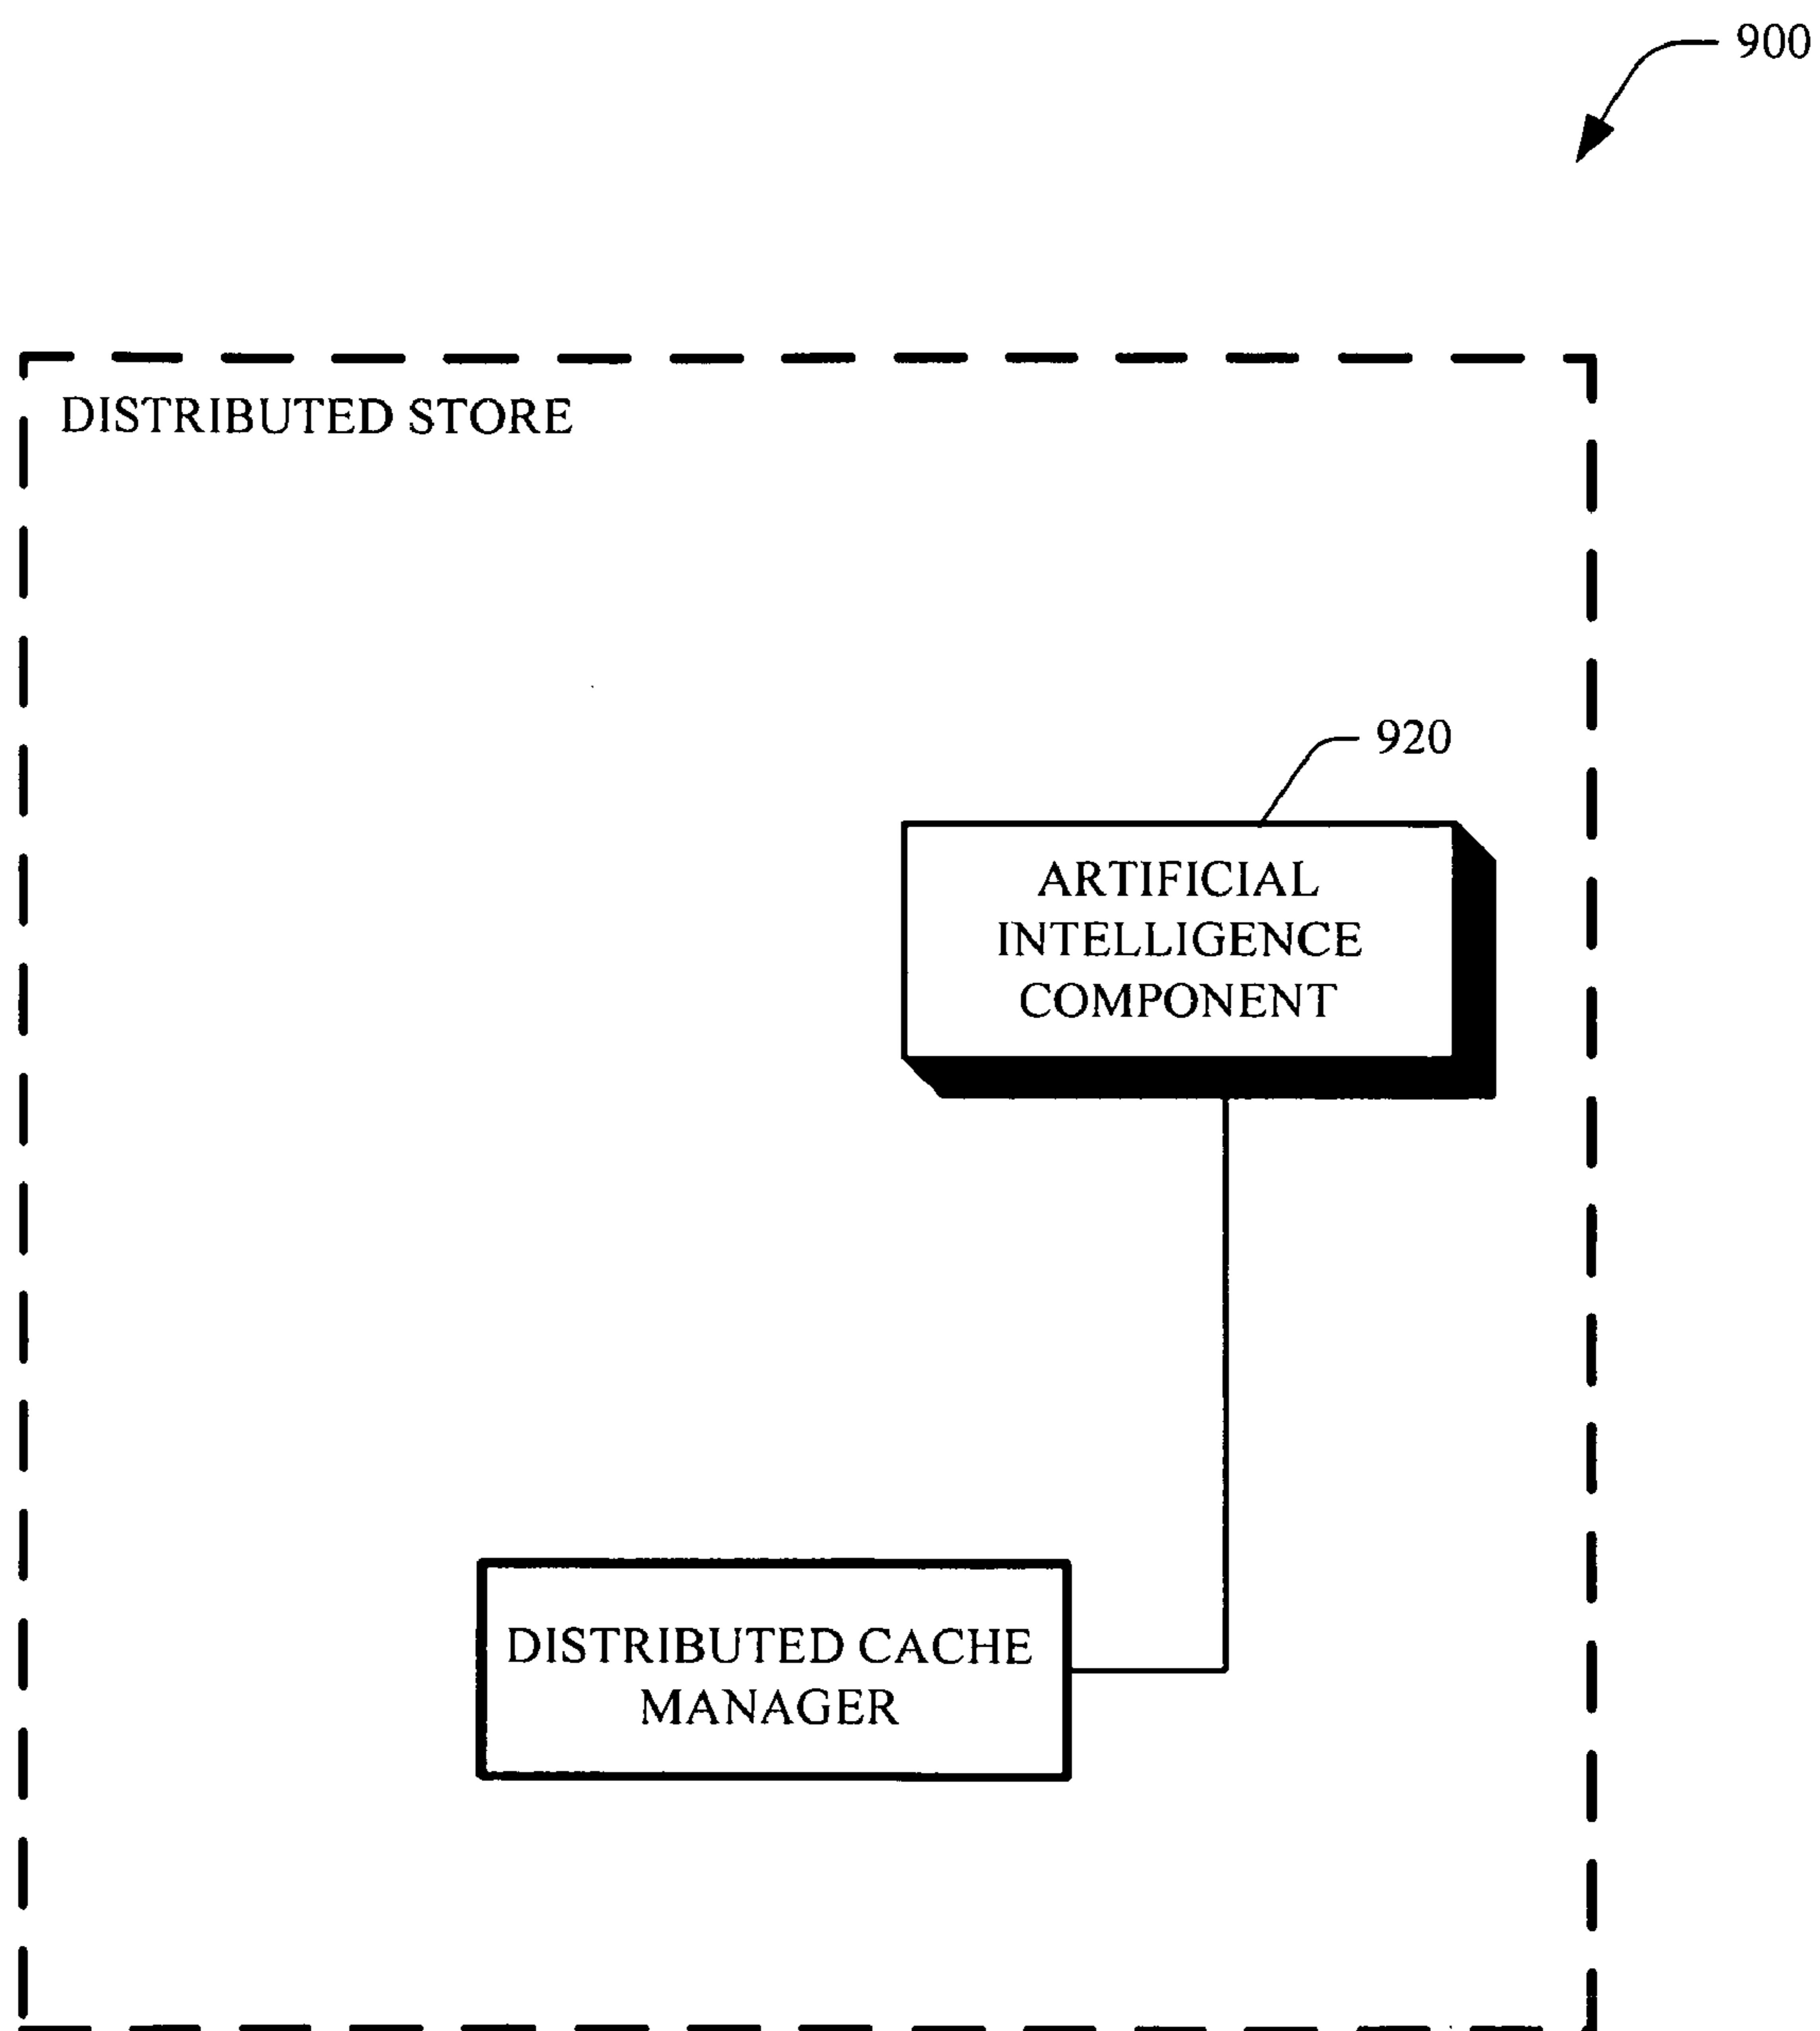 900
DISTRIBUTED STORE
920
ARTIFICIAL
INTELLIGENCE
COMPONENT
DISTRIBUTED CACHE
MANAGER